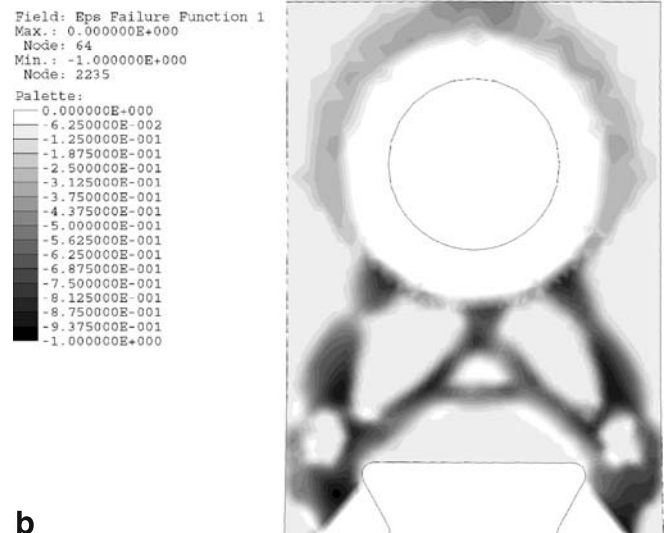 Field: Eps Failure Function 1
Max.: 0.000000E+000
Node: 64
Min.: -1.000000E+000
Node: 2235
Palette:
0.000000E+000
-6.250000E-002
-1.250000E-001
-1.875000E-001
-2.500000E-001
-3.125000E-001
-3.750000E-001
-4.375000E-001
-5.000000E-001
-5.625000E-001
-6.250000E-001
-6.875000E-001
-7.500000E-001
-8.125000E-001
-8.750000E-001
-9.375000E-001
-1.000000E+000
b